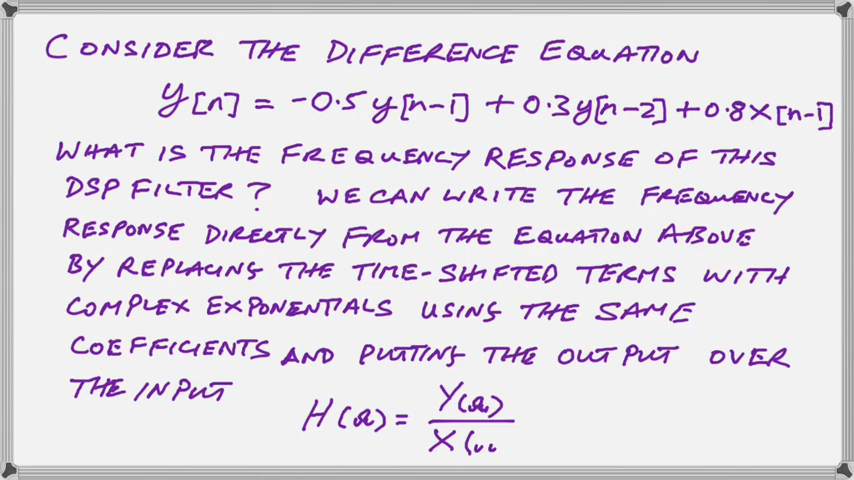 CONSIDER THE DIFFERENCE EQUATION
y[n] = -0.5y[n-1] + 0.3y[n-2] + 0.8x[n-1]
WHAT IS THE FREQUENCY RESPONSE OF THIS
DSP FILTER? WE CAN WRITE THE FREQUENCY
RESPONSE DIRECTLY FROM THE EQUATION ABOVE
BY REPLACING THE TIME-SHIFTED TERMS WITH
COMPLEX EXPONENTIALS USING THE SAME
COEFFICIENTS AND PUTTING THE OUTPUT OVER
THE INPUT
H(Ω) = Y(Ω) / X(